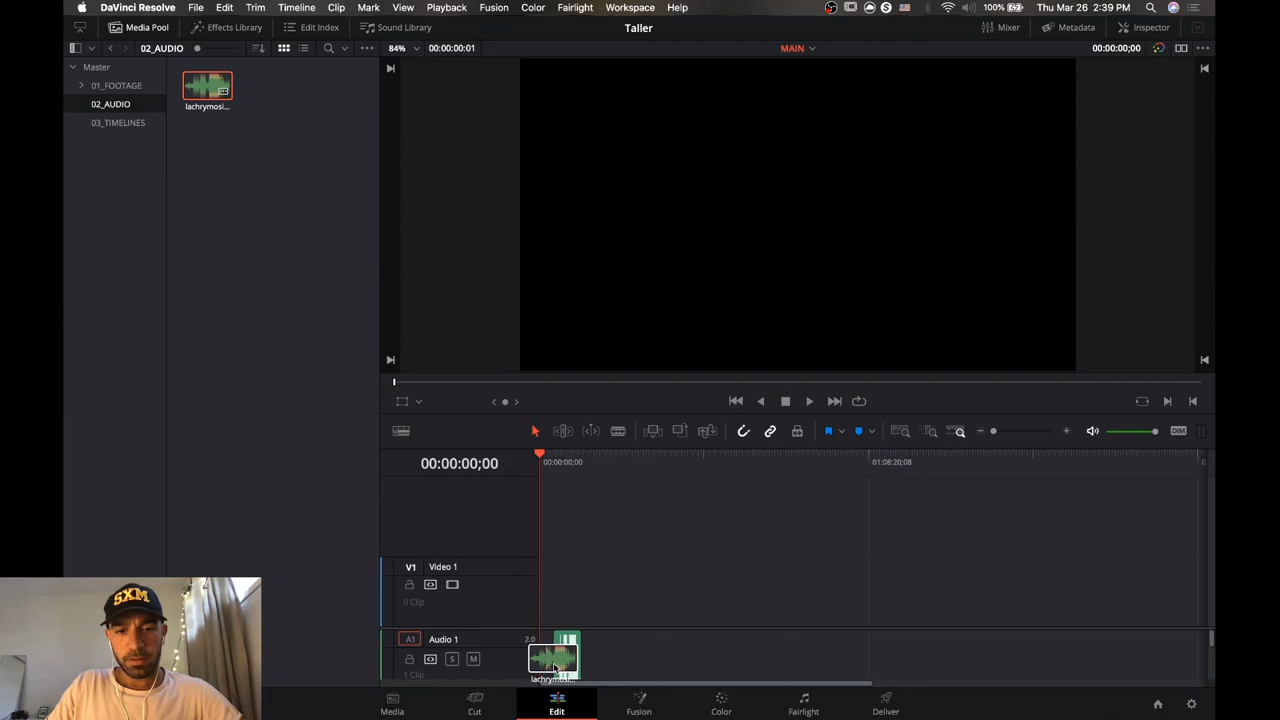 DaVinci Resolve File Edit Trim Timeline Clip Mark View Playback Fusion Color Fairlight Workspace Help 100% Thu Mar 26 2:39 PM
Media Pool Effects Library Edit Index Sound Library Taller Mixer Metadata Inspector
02_AUDIO 84% 00:00:00:01 MAIN 00:00:00;00
Master
01_FOOTAGE
02_AUDIO
03_TIMELINES
lachrymosi...
DIM
00:00:00;00 00:00:00;00 01:08:20;08
V1 Video 1
0 Clip
A1 Audio 1 2.0
S M
1 Clip
lachrymosi...
SXM
Media Cut Edit Fusion Color Fairlight Deliver